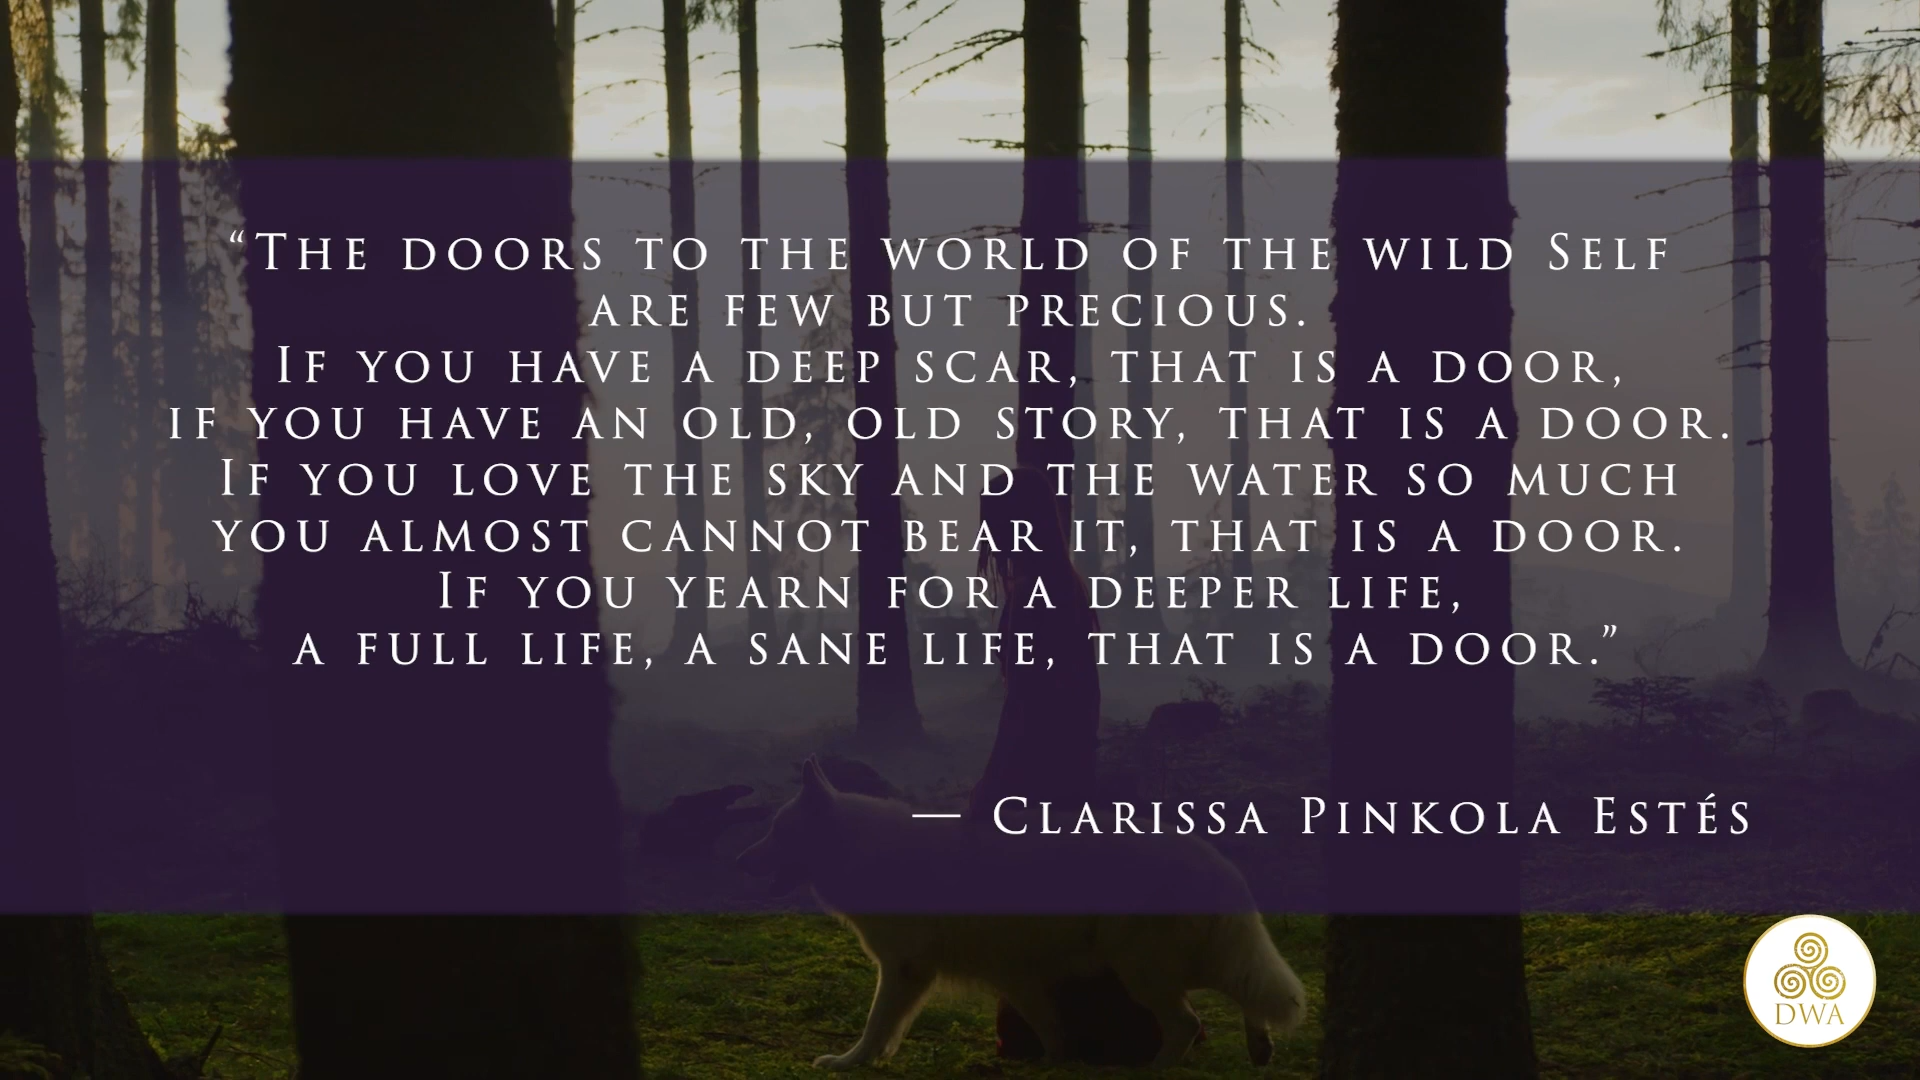 “The doors to the world of the wild Self
are few but precious.
If you have a deep scar, that is a door,
if you have an old, old story, that is a door.
If you love the sky and the water so much
you almost cannot bear it, that is a door.
If you yearn for a deeper life,
a full life, a sane life, that is a door.”
— Clarissa Pinkola Estés
DWA